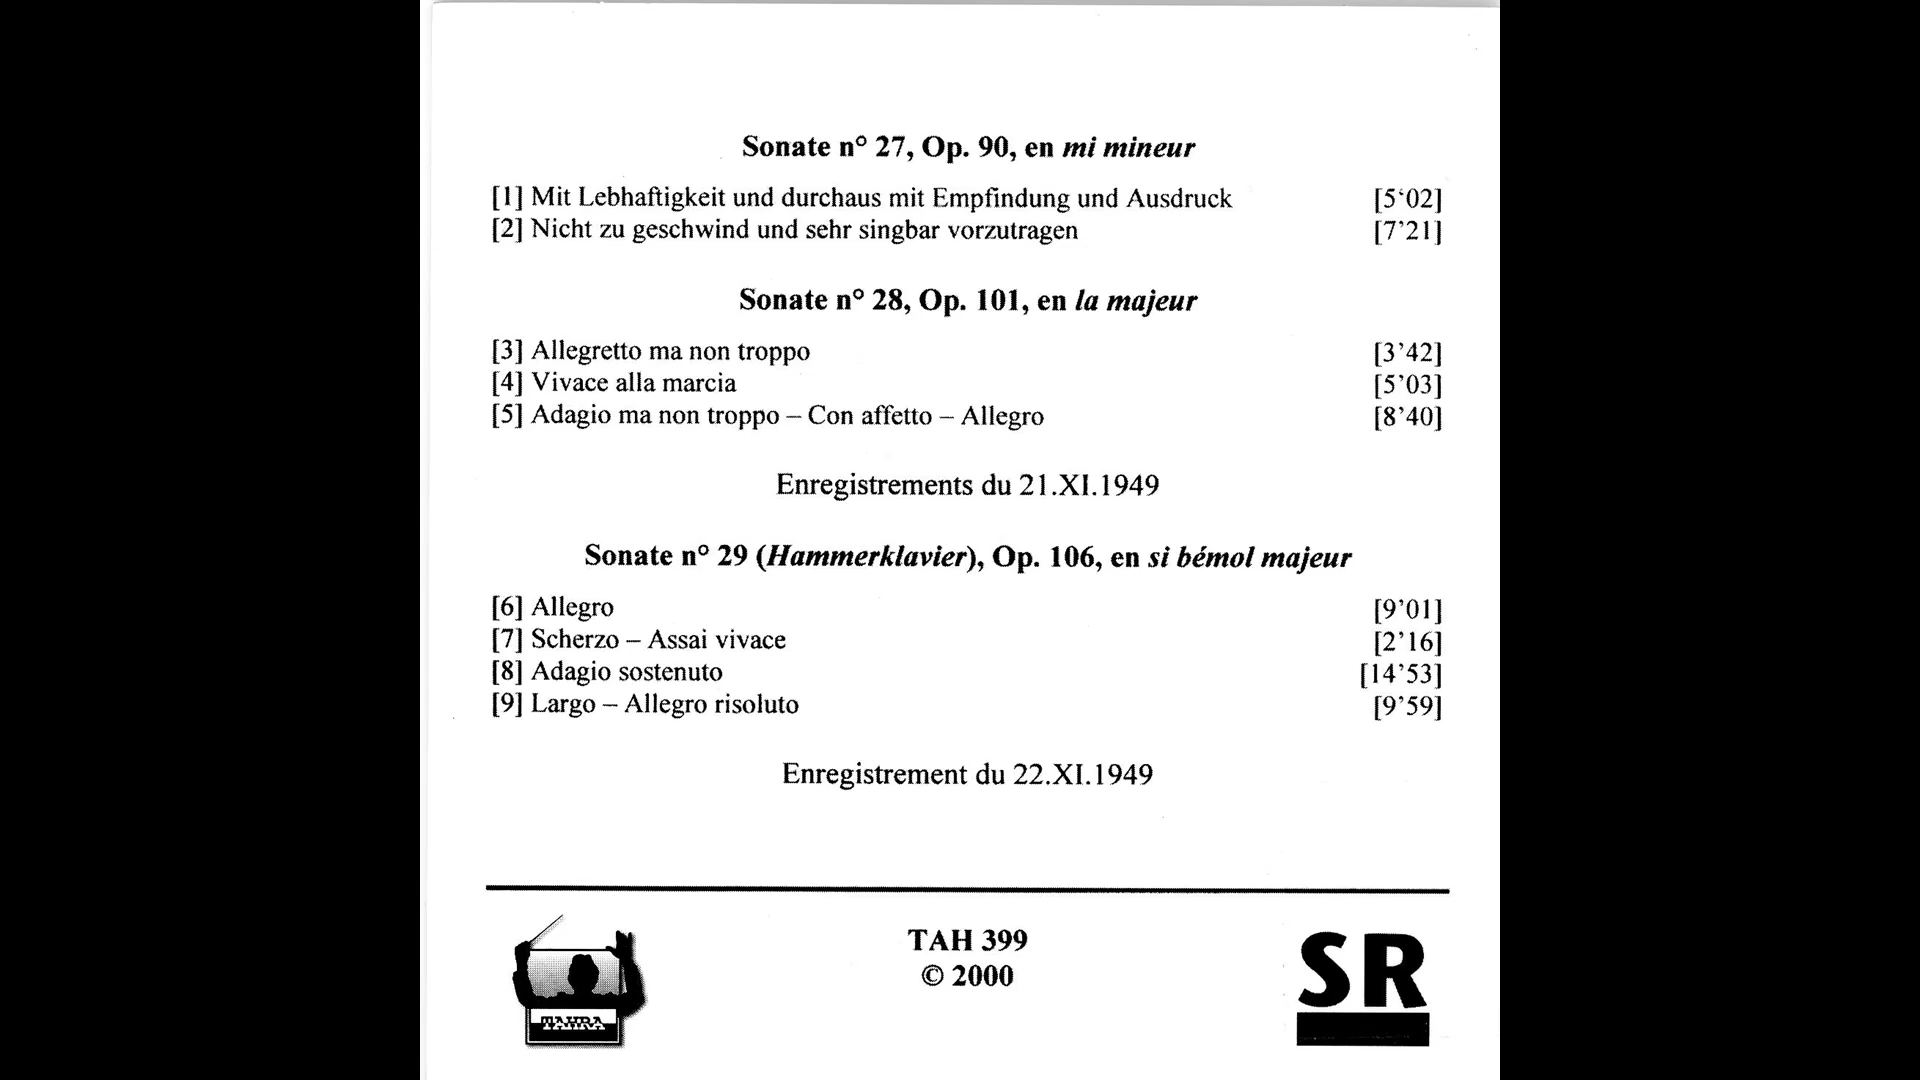 Sonate n° 27, Op. 90, en mi mineur
[1] Mit Lebhaftigkeit und durchaus mit Empfindung und Ausdruck [5‘02]
[2] Nicht zu geschwind und sehr singbar vorzutragen [7’21]
Sonate n° 28, Op. 101, en la majeur
[3] Allegretto ma non troppo [3’42]
[4] Vivace alla marcia [5’03]
[5] Adagio ma non troppo – Con affetto – Allegro [8’40]
Enregistrements du 21.XI.1949
Sonate n° 29 (Hammerklavier), Op. 106, en si bémol majeur
[6] Allegro [9’01]
[7] Scherzo – Assai vivace [2’16]
[8] Adagio sostenuto [14’53]
[9] Largo – Allegro risoluto [9’59]
Enregistrement du 22.XI.1949
TAH 399
© 2000
TAHRA
SR